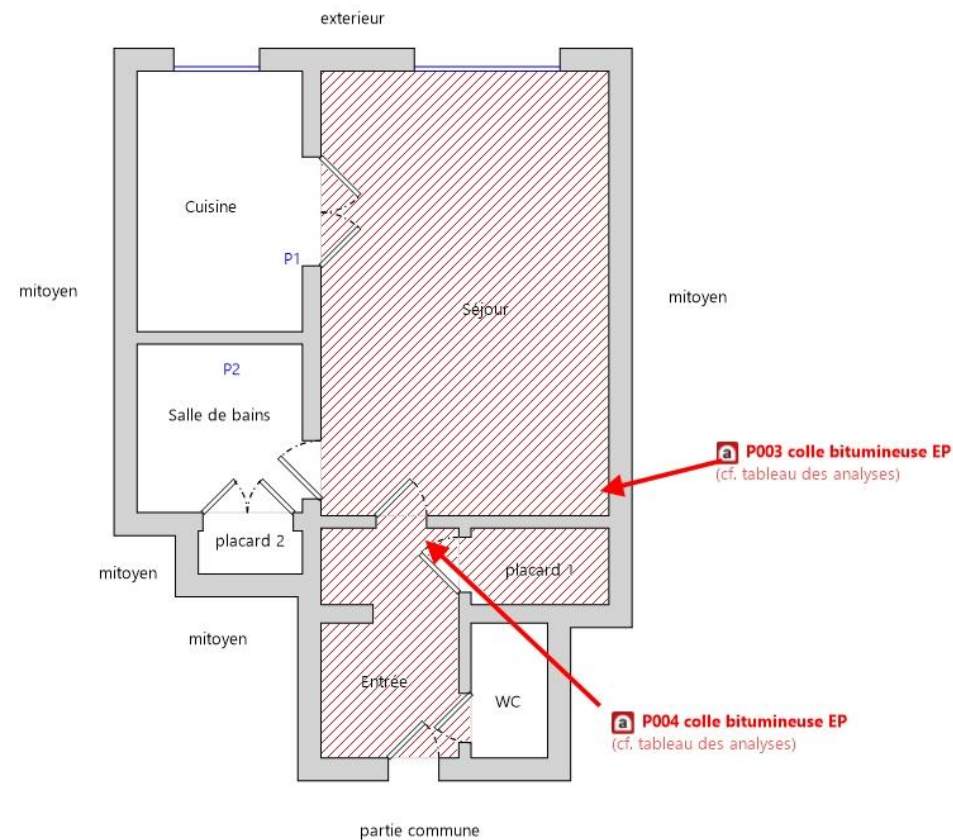 exterieur
Cuisine
P1
mitoyen
mitoyen
Séjour
P2
Salle de bains
a P003 colle bitumineuse EP
(cf. tableau des analyses)
placard 2
placard 1
mitoyen
mitoyen
Entrée
WC
a P004 colle bitumineuse EP
(cf. tableau des analyses)
partie commune